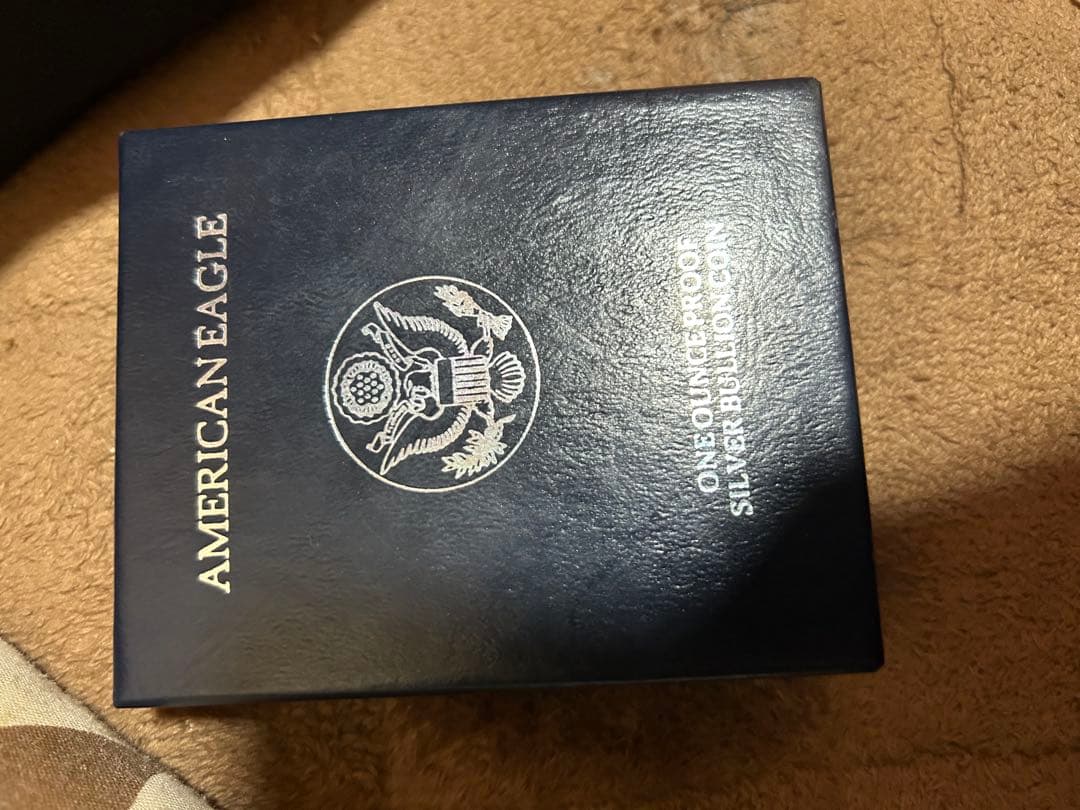 AMERICAN EAGLE
ONE OUNCE PROOF
SILVER BULLION COIN